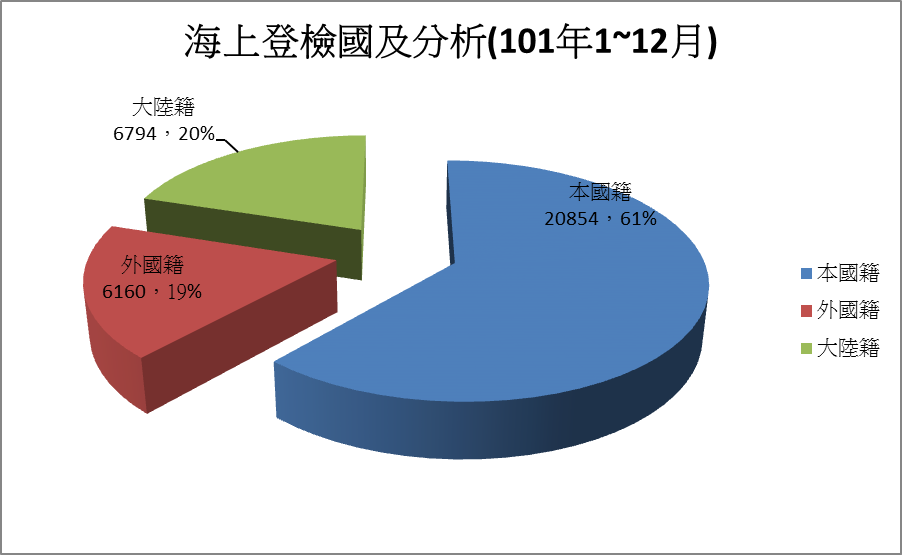 海上登檢國及分析(101年1~12月)
大陸籍
6794，20%
本國籍
20854，61%
外國籍
6160，19%
本國籍
外國籍
大陸籍